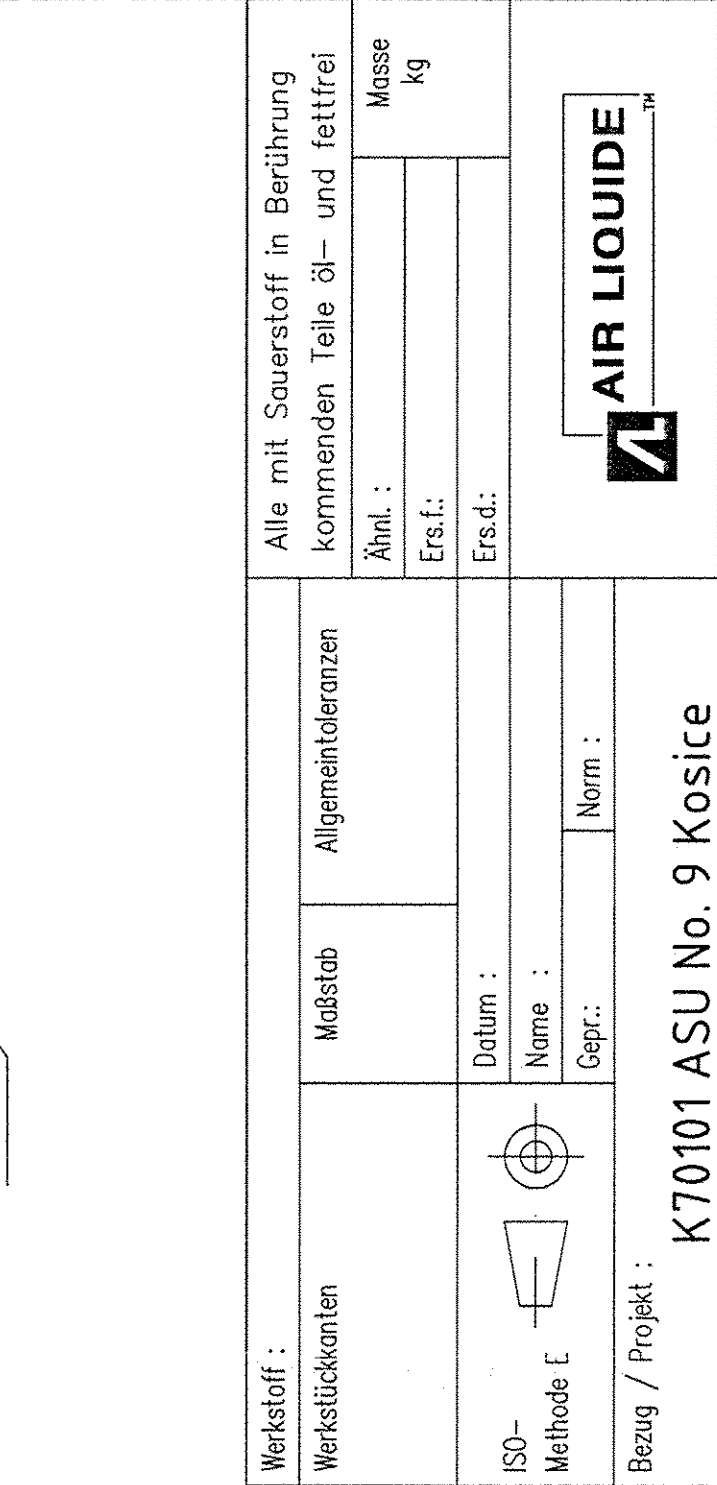 Werkstoff :
Alle mit Sauerstoff in Berührung
kommenden Teile öl– und fettfrei
Werkstückkanten
Maßstab
Allgemeintoleranzen
Ähnl. :
Masse
kg
Ers.f.:
Ers.d.:
ISO–
Methode E
Datum :
Name :
Gepr.:
Norm :
AIR LIQUIDE
TM
Bezug / Projekt :
K70101 ASU No. 9 Kosice